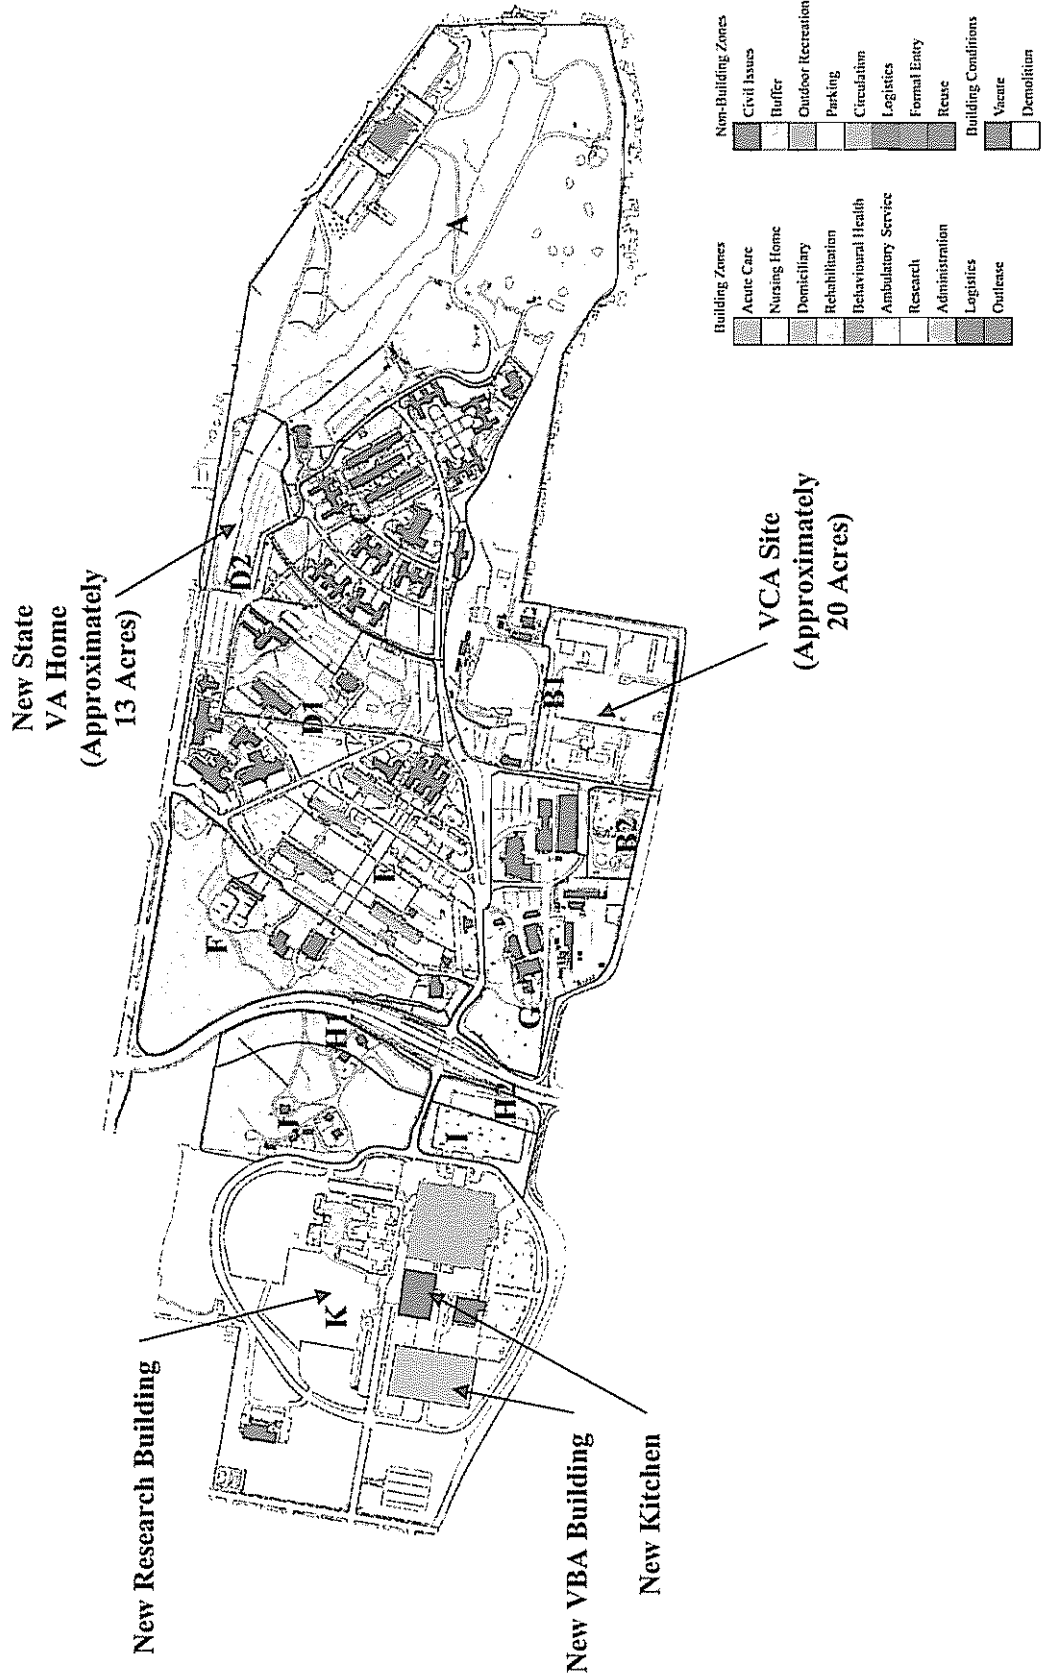 New State
VA Home
(Approximately
13 Acres)
New Research Building
F
D2
D1
H1
J
C
E
A
K
G
H2
I
B1
B2
New VBA Building
New Kitchen
VCA Site
(Approximately
20 Acres)
Building Zones
Acute Care
Nursing Home
Domiciliary
Rehabilitation
Behavioural Health
Ambulatory Service
Research
Administration
Logistics
Outlease
Non-Building Zones
Civil Issues
Buffer
Outdoor Recreation
Parking
Circulation
Logistics
Formal Entry
Reuse
Building Conditions
Vacate
Demolition